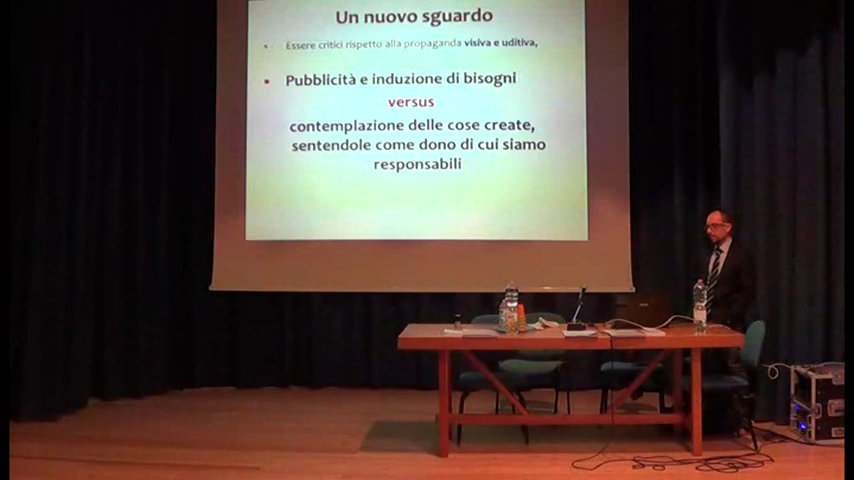 Un nuovo sguardo
• Essere critici rispetto alla propaganda visiva e uditiva,
• Pubblicità e induzione di bisogni
versus
contemplazione delle cose create,
sentendole come dono di cui siamo
responsabili